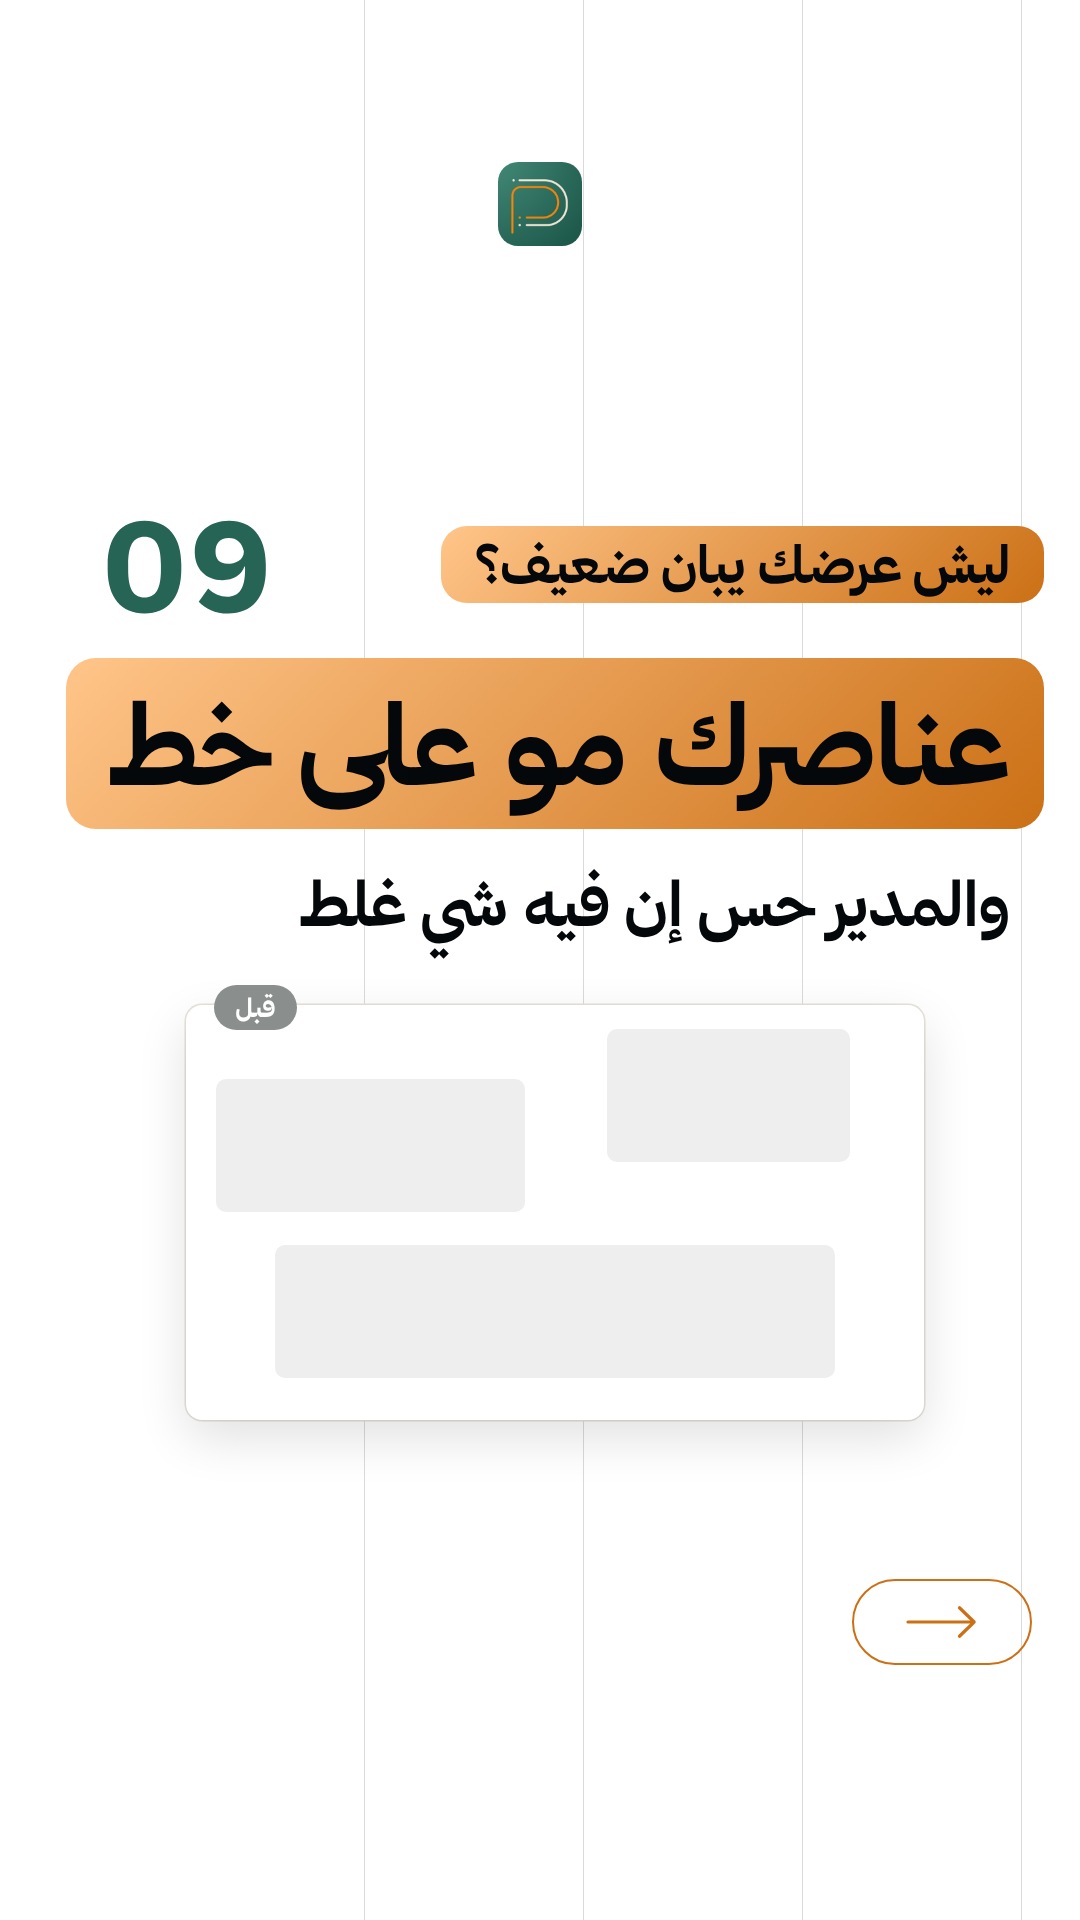 ليش عرضك يبان ضعيف؟
09
عناصرك مو على خط
والمدير حس إن فيه شي غلط
قبل